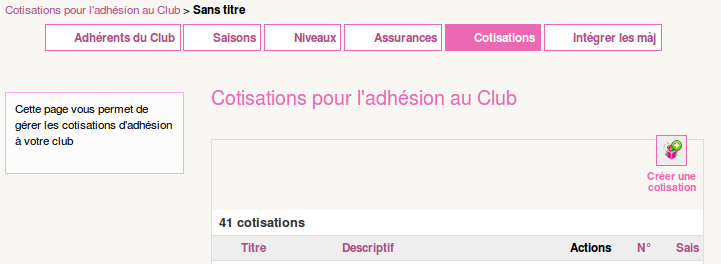 Cotisations pour l'adhésion au Club > Sans titre
Adhérents du Club Saisons Niveaux Assurances Cotisations Intégrer les màj
Cotisations pour l'adhésion au Club
Cette page vous permet de
gérer les cotisations d'adhésion
à votre club
Créer une
cotisation
41 cotisations
Titre Descriptif Actions N° Sais